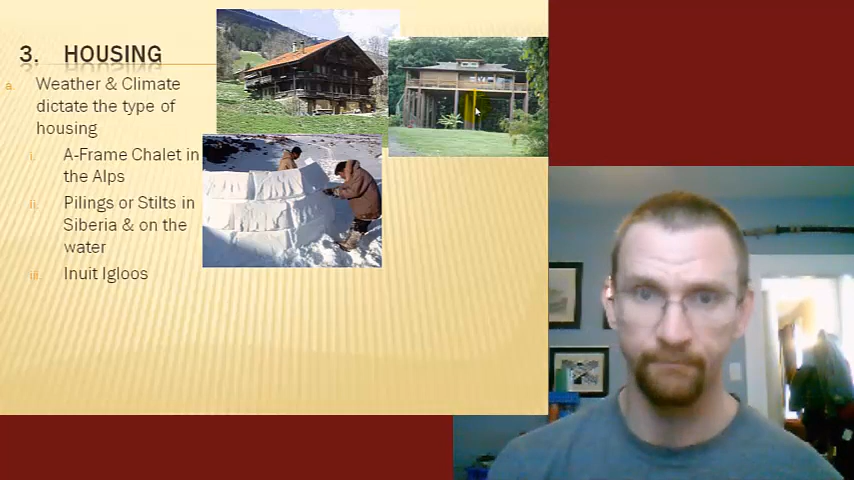 3. HOUSING
a. Weather & Climate
dictate the type of
housing
i. A-Frame Chalet in
the Alps
ii. Pilings or Stilts in
Siberia & on the
water
iii. Inuit Igloos